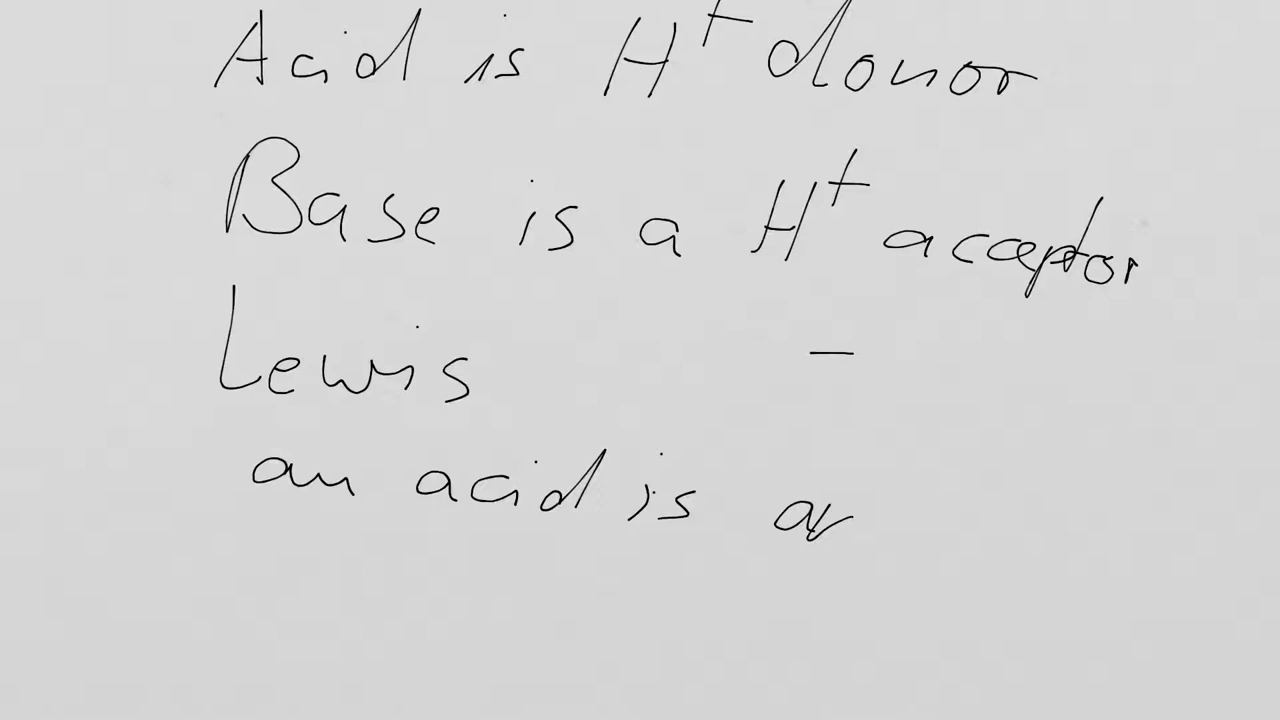 Acid is H⁺ donor
Base is a H⁺ acceptor
Lewis –
an acid is